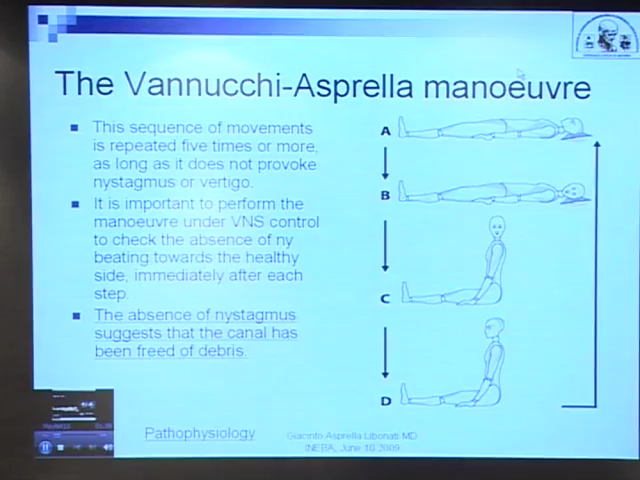 The Vannucchi-Asprella manoeuvre
This sequence of movements
is repeated five times or more,
as long as it does not provoke
nystagmus or vertigo.
It is important to perform the
manoeuvre under VNS control
to check the absence of ny
beating towards the healthy
side, immediately after each
step.
The absence of nystagmus
suggests that the canal has
been freed of debris.
A
B
C
D
Pathophysiology
Giacinto Asprella Libonati MD
INEBA, June 10 2009